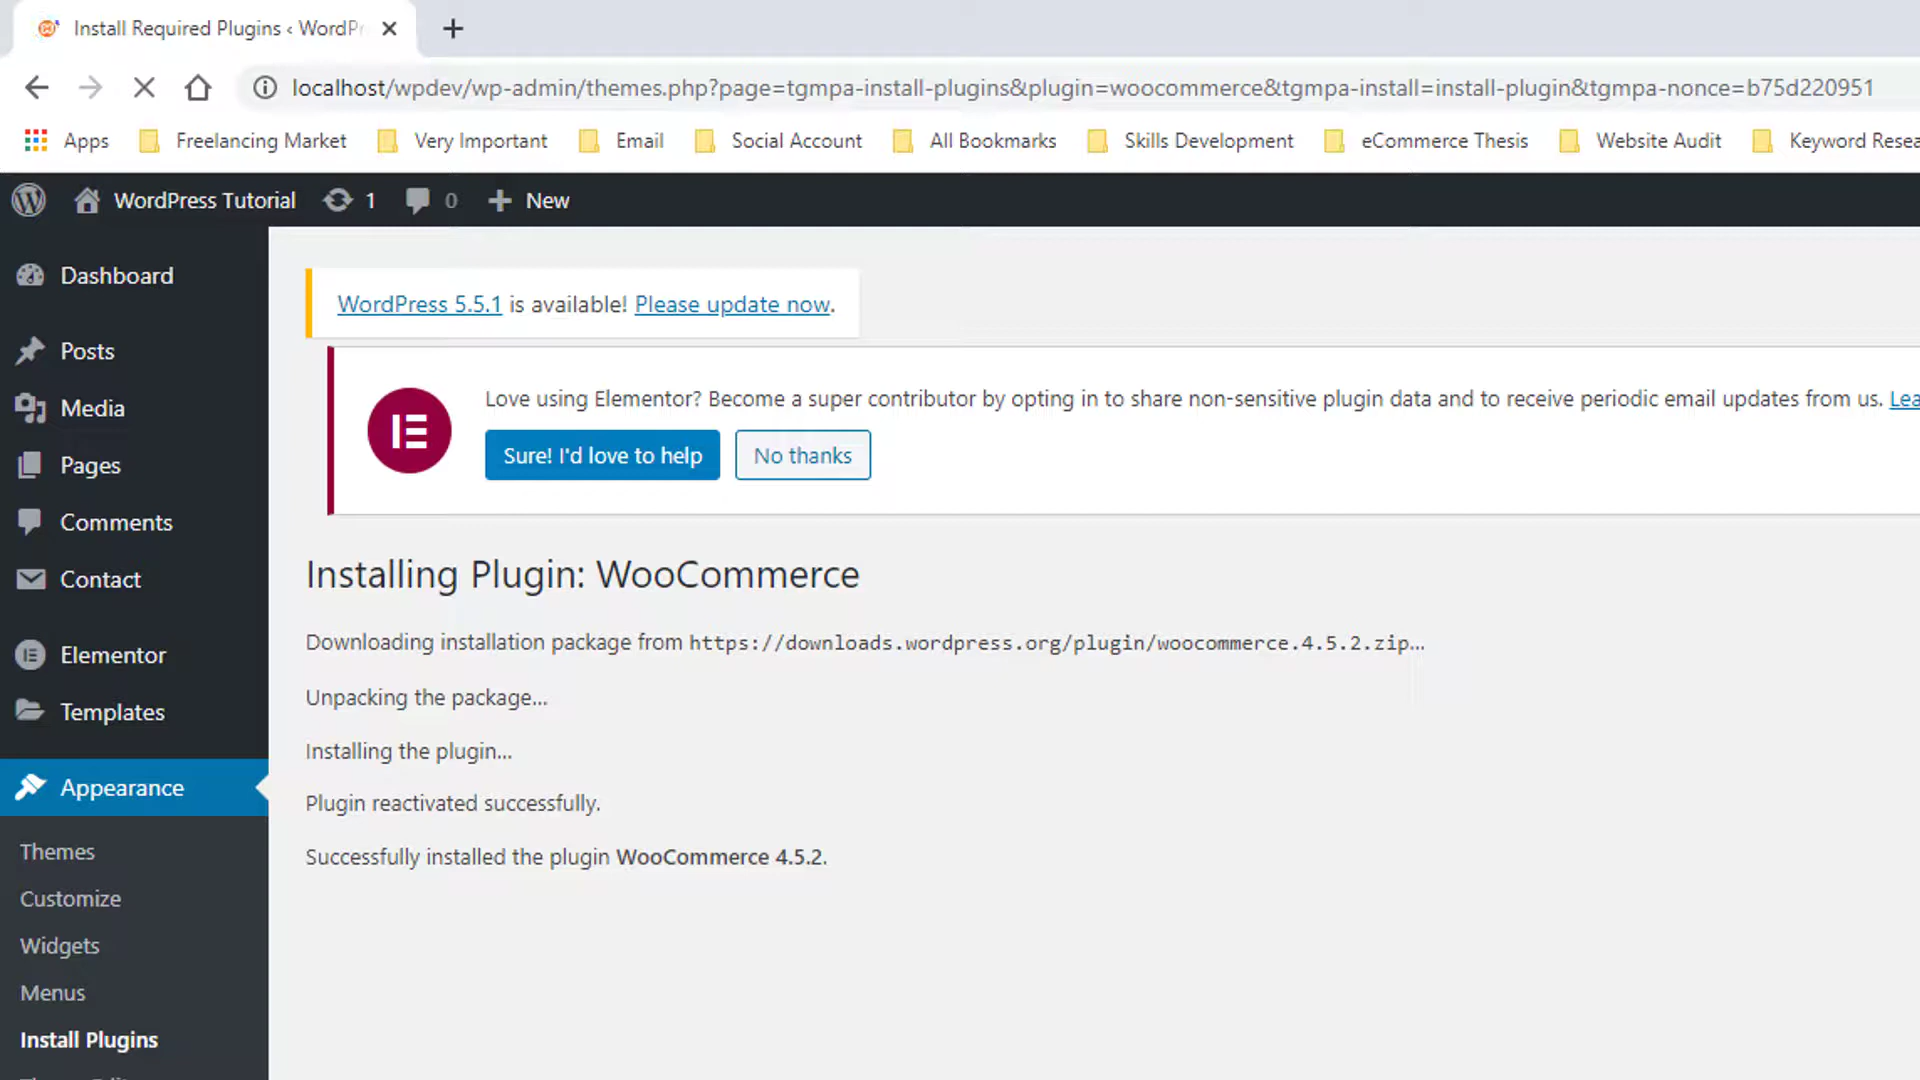 Install Required Plugins ‹ WordPr
localhost/wpdev/wp-admin/themes.php?page=tgmpa-install-plugins&plugin=woocommerce&tgmpa-install=install-plugin&tgmpa-nonce=b75d220951
Apps Freelancing Market Very Important Email Social Account All Bookmarks Skills Development eCommerce Thesis Website Audit Keyword Resea
WordPress Tutorial 1 0 New
Dashboard
Posts
Media
Pages
Comments
Contact
Elementor
Templates
Appearance
Themes
Customize
Widgets
Menus
Install Plugins
WordPress 5.5.1 is available! Please update now.
Love using Elementor? Become a super contributor by opting in to share non-sensitive plugin data and to receive periodic email updates from us. Lea
Sure! I'd love to help No thanks
Installing Plugin: WooCommerce
Downloading installation package from https://downloads.wordpress.org/plugin/woocommerce.4.5.2.zip…
Unpacking the package…
Installing the plugin…
Plugin reactivated successfully.
Successfully installed the plugin WooCommerce 4.5.2.